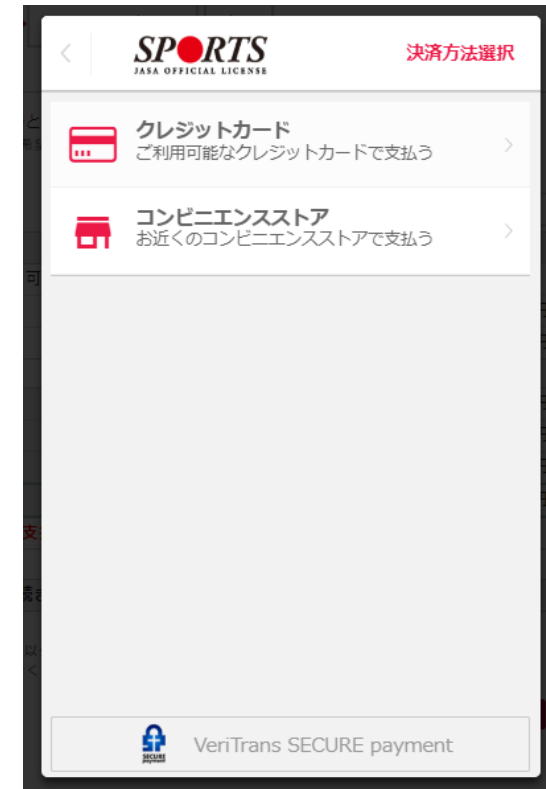 SPORTS
JASA OFFICIAL LICENSE
決済方法選択
クレジットカード
ご利用可能なクレジットカードで支払う
コンビニエンスストア
お近くのコンビニエンスストアで支払う
SECURE
payment
VeriTrans SECURE payment